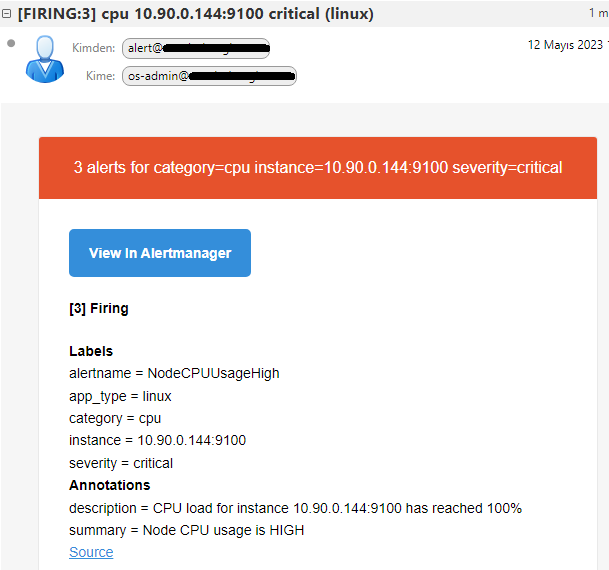 [FIRING:3] cpu 10.90.0.144:9100 critical (linux)
1 m
Kimden: alert@
12 Mayıs 2023
Kime: os-admin@
3 alerts for category=cpu instance=10.90.0.144:9100 severity=critical
View In Alertmanager
[3] Firing
Labels
alertname = NodeCPUUsageHigh
app_type = linux
category = cpu
instance = 10.90.0.144:9100
severity = critical
Annotations
description = CPU load for instance 10.90.0.144:9100 has reached 100%
summary = Node CPU usage is HIGH
Source